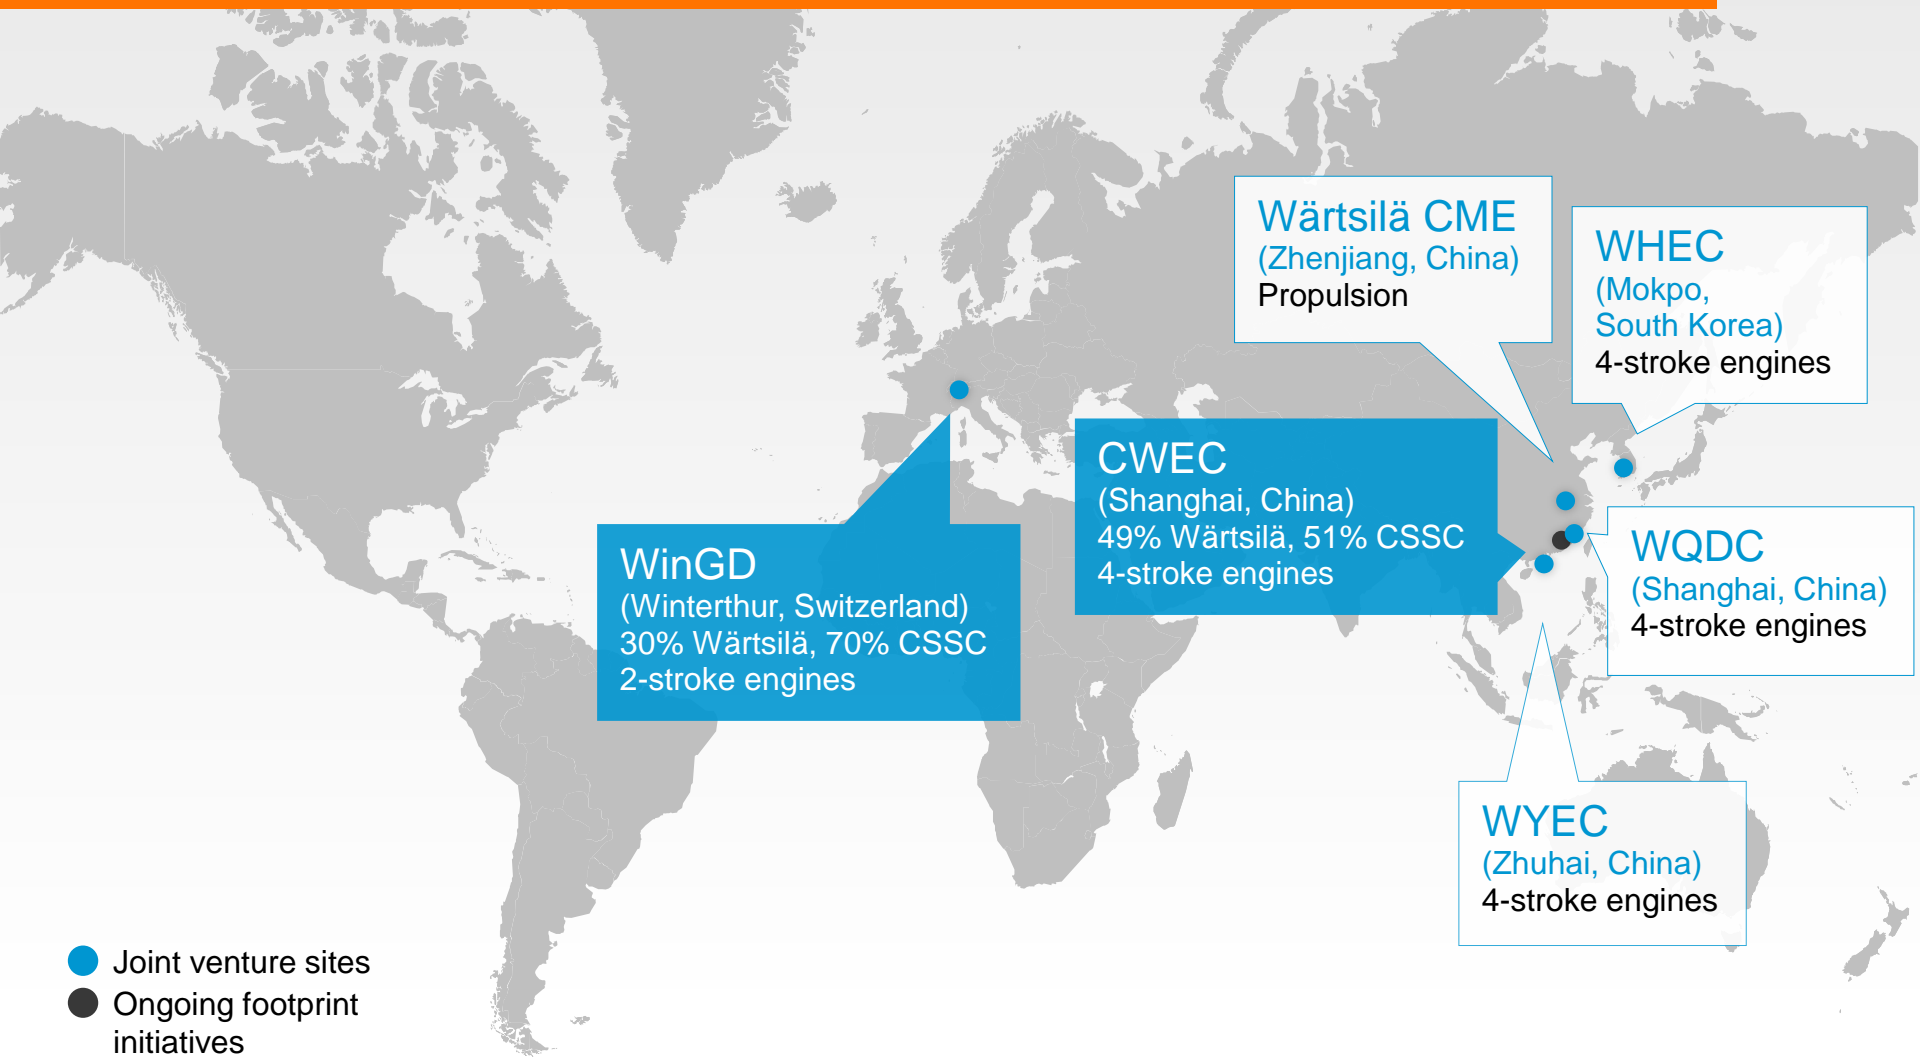 Wärtsilä CME
(Zhenjiang, China)
Propulsion
WHEC
(Mokpo,
South Korea)
4-stroke engines
CWEC
(Shanghai, China)
49% Wärtsilä, 51% CSSC
4-stroke engines
WinGD
(Winterthur, Switzerland)
30% Wärtsilä, 70% CSSC
2-stroke engines
WQDC
(Shanghai, China)
4-stroke engines
WYEC
(Zhuhai, China)
4-stroke engines
Joint venture sites
Ongoing footprint
initiatives